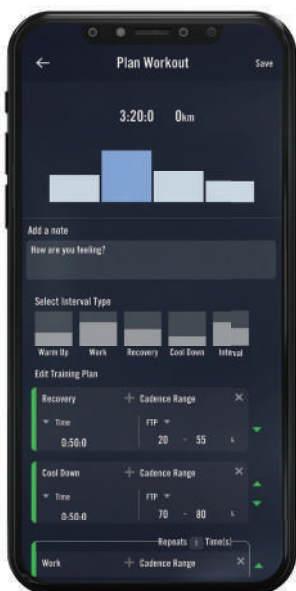 Plan Workout Save
3:20:0 0km
Add a note
How are you feeling?
Select Interval Type
Warm Up Work Recovery Cool Down Inteval
Edit Training Plan
Recovery + Cadence Range ×
Time FTP
0:50:0 20 - 55 L
Cool Down + Cadence Range ×
Time FTP
0:50:0 70 - 80 L
Repeats Time(s)
Work + Cadence Range ×